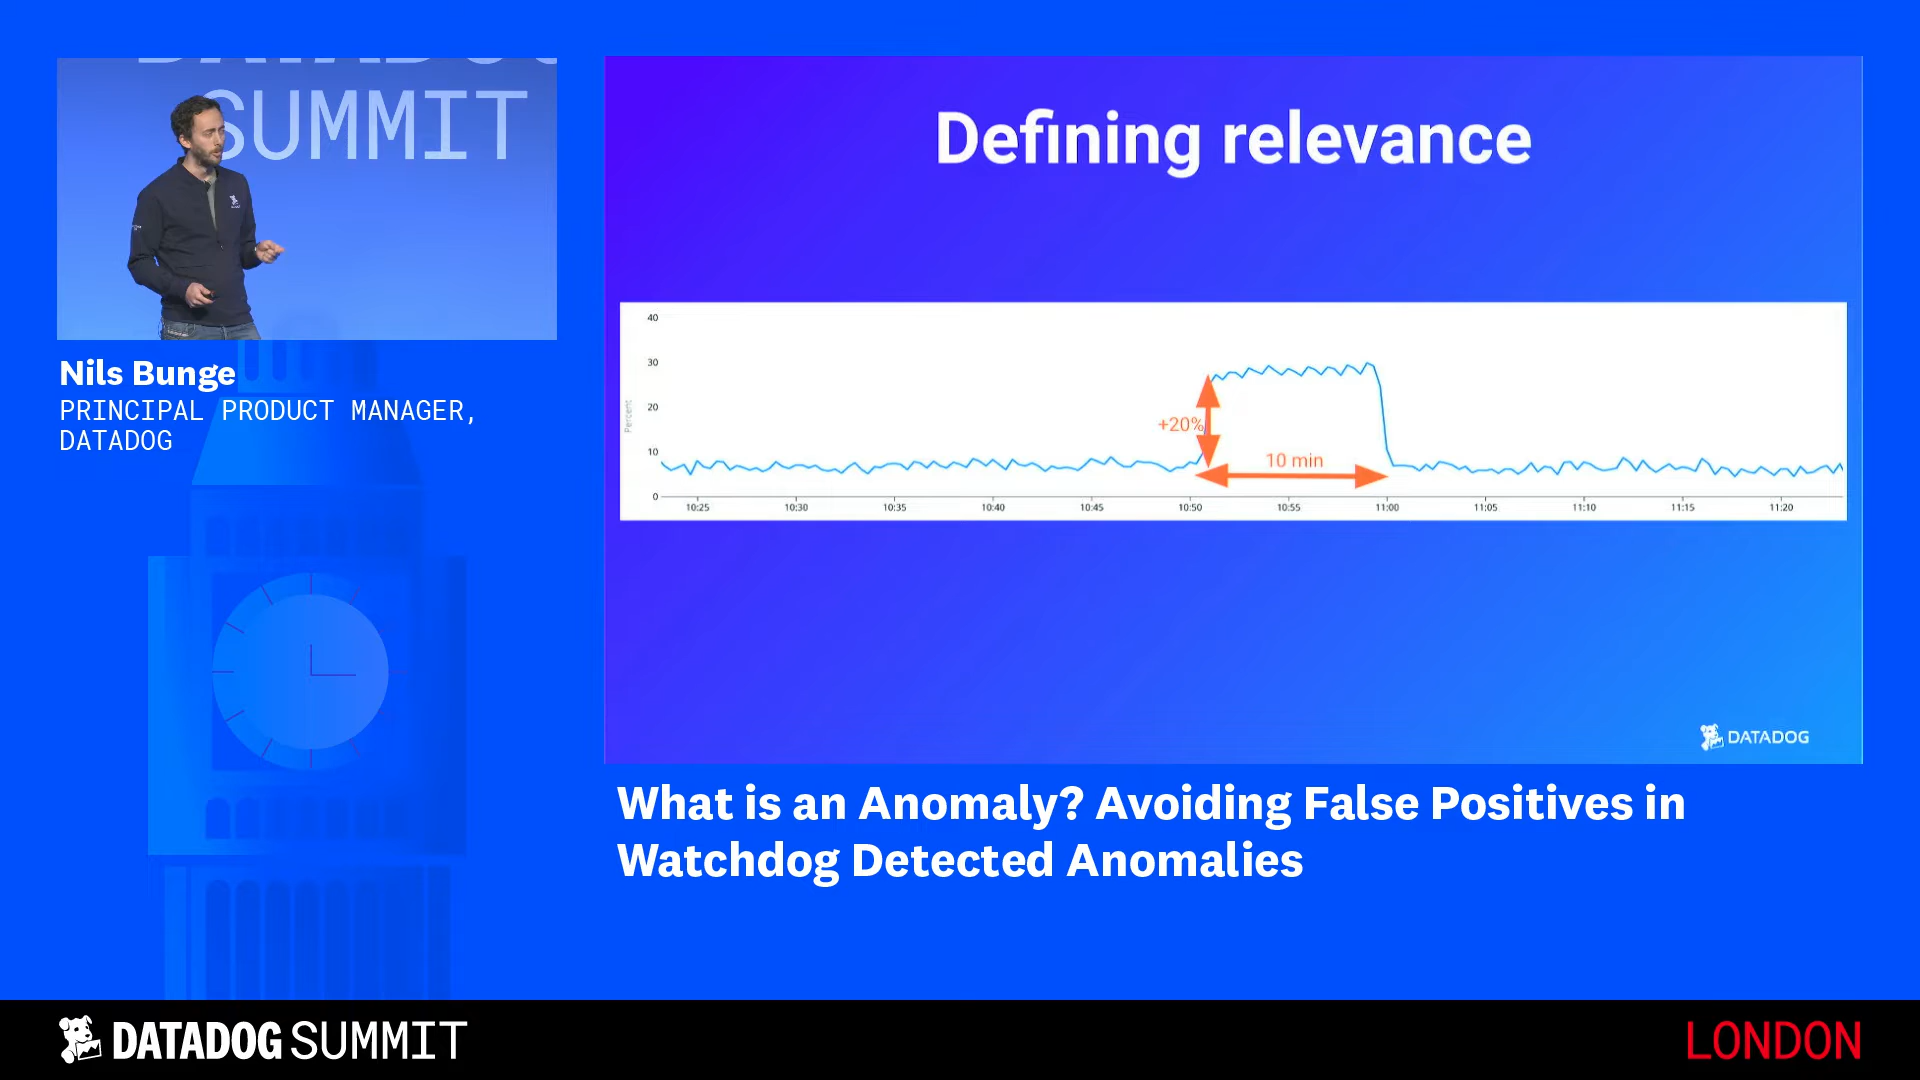 DATADOG
SUMMIT
Nils Bunge
PRINCIPAL PRODUCT MANAGER,
DATADOG
Defining relevance
40
30
20
10
0
Percent
+20%
10 min
10:25 10:30 10:35 10:40 10:45 10:50 10:55 11:00 11:05 11:10 11:15 11:20
DATADOG
What is an Anomaly? Avoiding False Positives in
Watchdog Detected Anomalies
DATADOG SUMMIT
LONDON